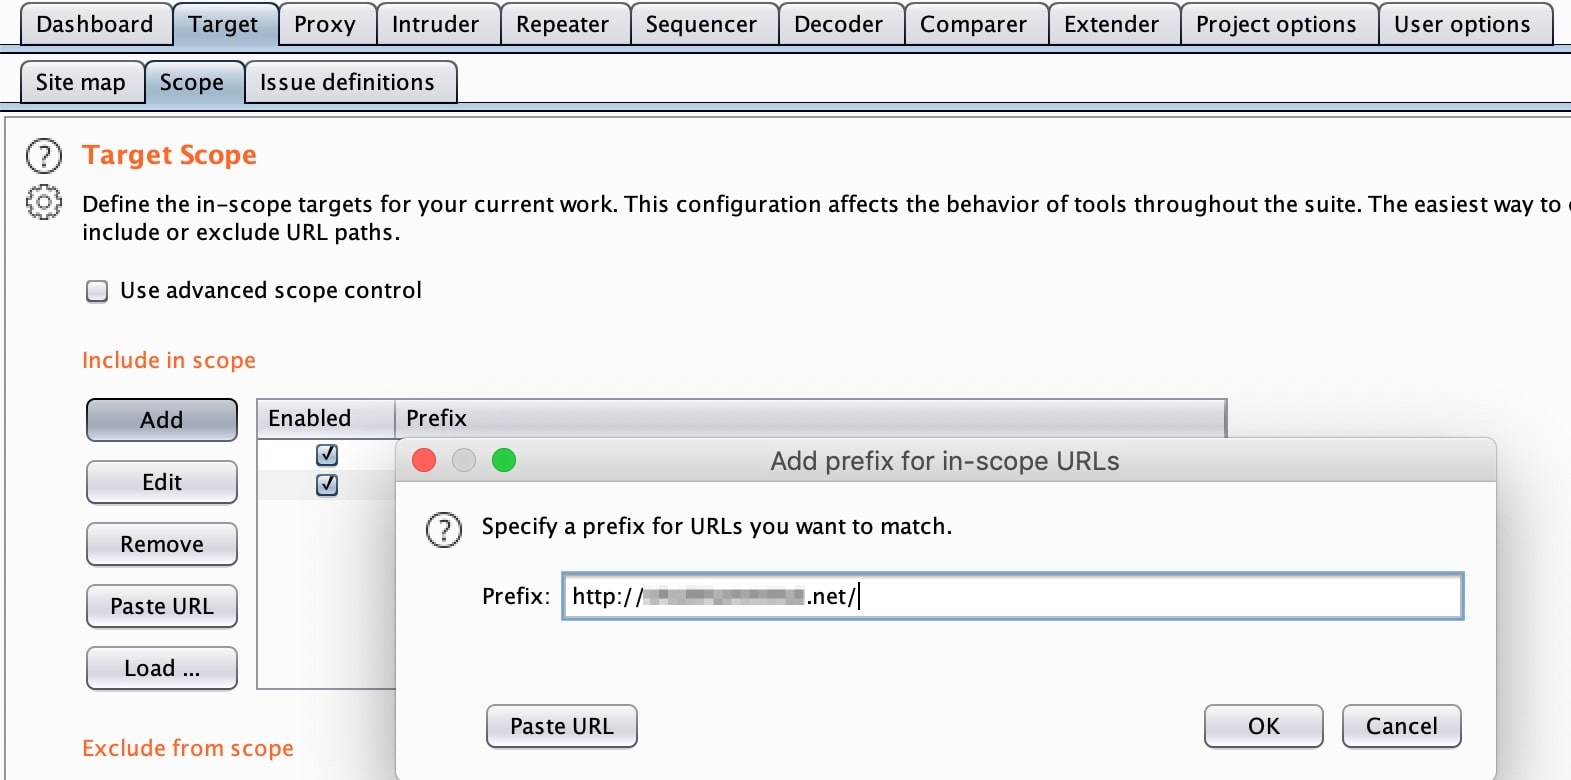 Dashboard Target Proxy Intruder Repeater Sequencer Decoder Comparer Extender Project options User options
Site map Scope Issue definitions
? Target Scope
Define the in-scope targets for your current work. This configuration affects the behavior of tools throughout the suite. The easiest way to
include or exclude URL paths.
Use advanced scope control
Include in scope
Add
Edit
Remove
Paste URL
Load ...
Enabled Prefix
Add prefix for in-scope URLs
? Specify a prefix for URLs you want to match.
Prefix: http:// .net/
Paste URL OK Cancel
Exclude from scope